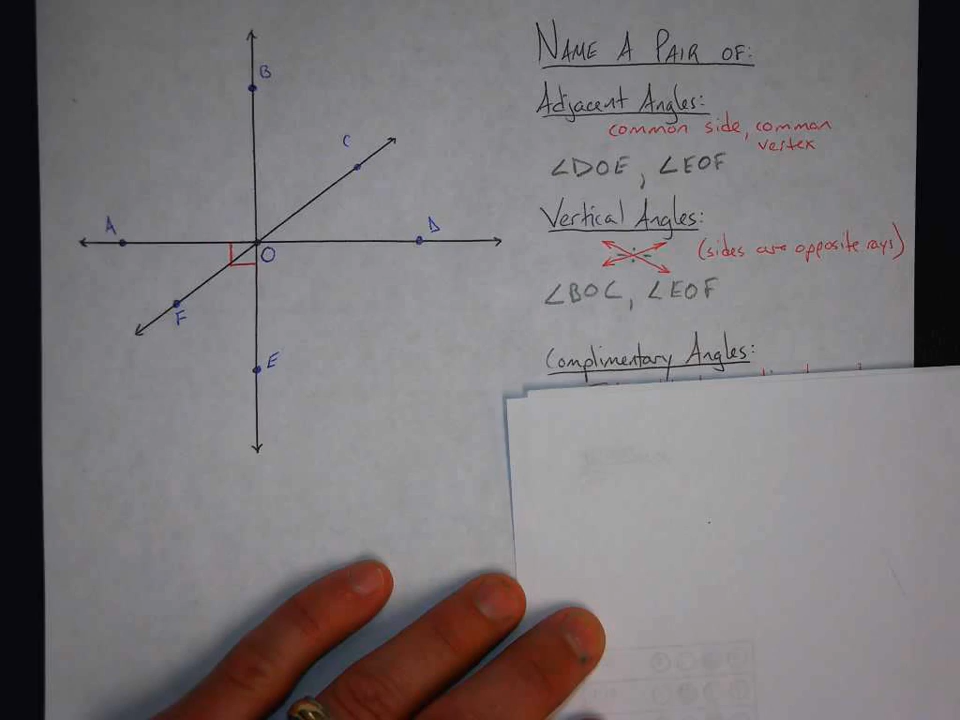 B
C
A
D
O
F
E
NAME A PAIR OF:
Adjacent Angles:
common side, common
vertex
∠DOE, ∠EOF
Vertical Angles:
(sides are opposite rays)
∠BOC, ∠EOF
Complimentary Angles: